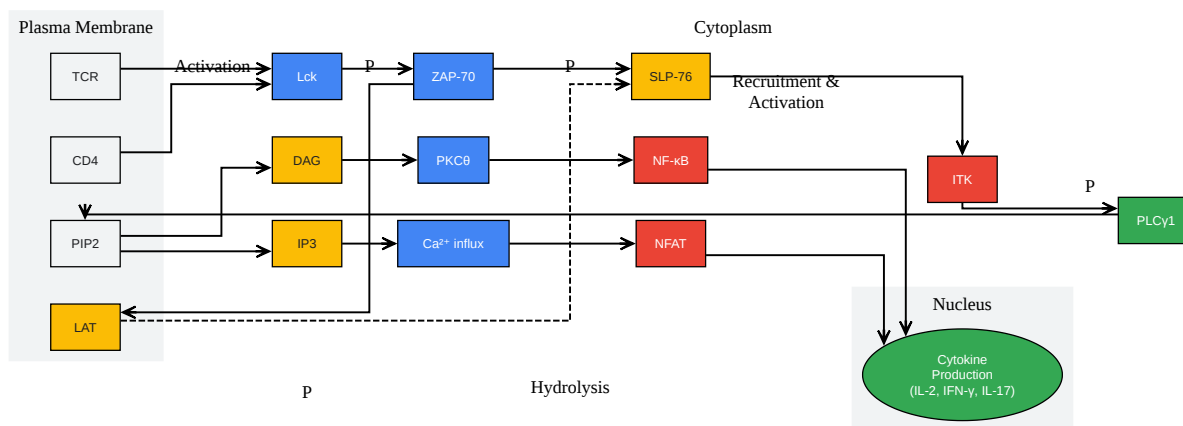 Plasma Membrane
Cytoplasm
TCR
Activation
Lck
P
ZAP-70
P
SLP-76
Recruitment &
Activation
CD4
DAG
PKCθ
NF-κB
ITK
P
PLCγ1
PIP2
IP3
Ca²⁺ influx
NFAT
LAT
Nucleus
Cytokine
Production
(IL-2, IFN-γ, IL-17)
P
Hydrolysis